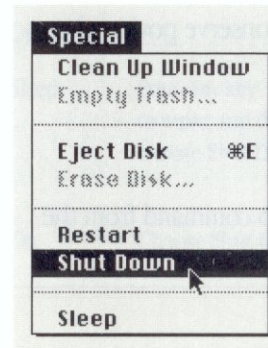 Special
Clean Up Window
Empty Trash...
Eject Disk ⌘E
Erase Disk...
Restart
Shut Down
Sleep